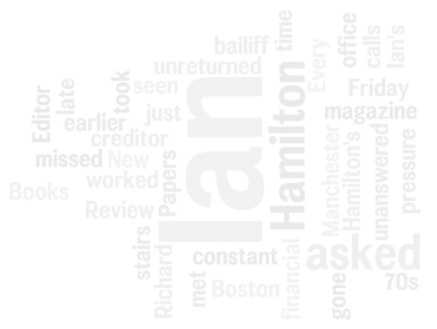 time
bailiff
office
calls
Ian's
Every
unreturned
took
seen
Friday
Editor
late
just
magazine
earlier
creditor
Ian
Hamilton
missed New
Papers
Manchester
Hamilton's
unanswered
pressure
worked
Books
Review
stairs
Richard
met
constant
asked
Boston
financial
gone
70s